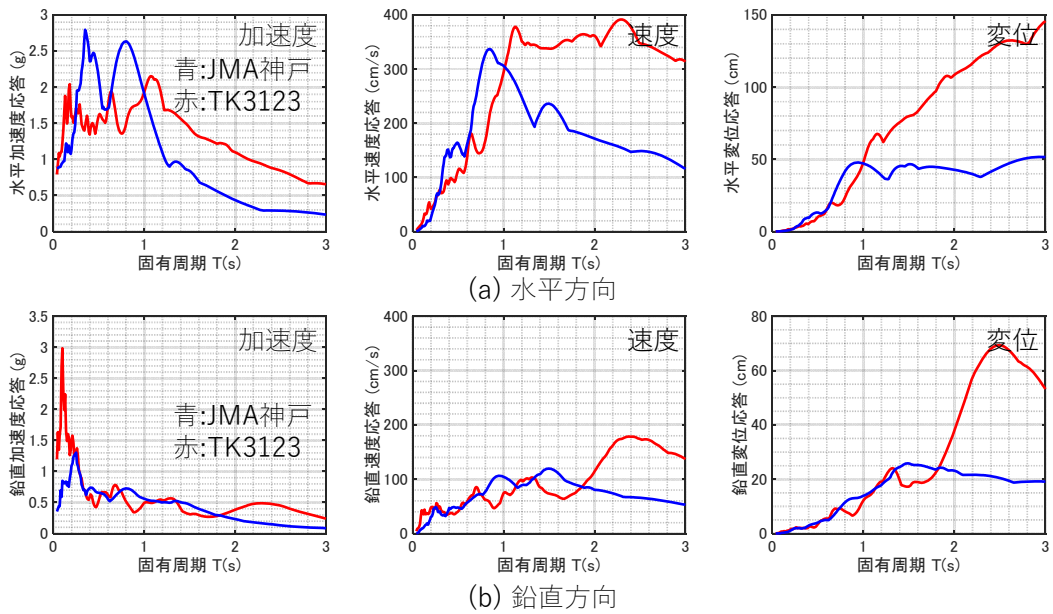 3
2.5
2
1.5
1
0.5
0
0
1
2
3
水平加速度応答 (g)
固有周期 T(s)
加速度
青:JMA神戸
赤:TK3123
400
300
200
100
0
0
1
2
3
水平速度応答 (cm/s)
固有周期 T(s)
速度
150
100
50
0
0
1
2
3
水平変位応答 (cm)
固有周期 T(s)
変位
(a) 水平方向
3.5
3
2.5
2
1.5
1
0.5
0
0
1
2
3
鉛直加速度応答 (g)
固有周期 T(s)
加速度
青:JMA神戸
赤:TK3123
400
300
200
100
0
0
1
2
3
鉛直速度応答 (cm/s)
固有周期 T(s)
速度
80
60
40
20
0
0
1
2
3
鉛直変位応答 (cm)
固有周期 T(s)
変位
(b) 鉛直方向